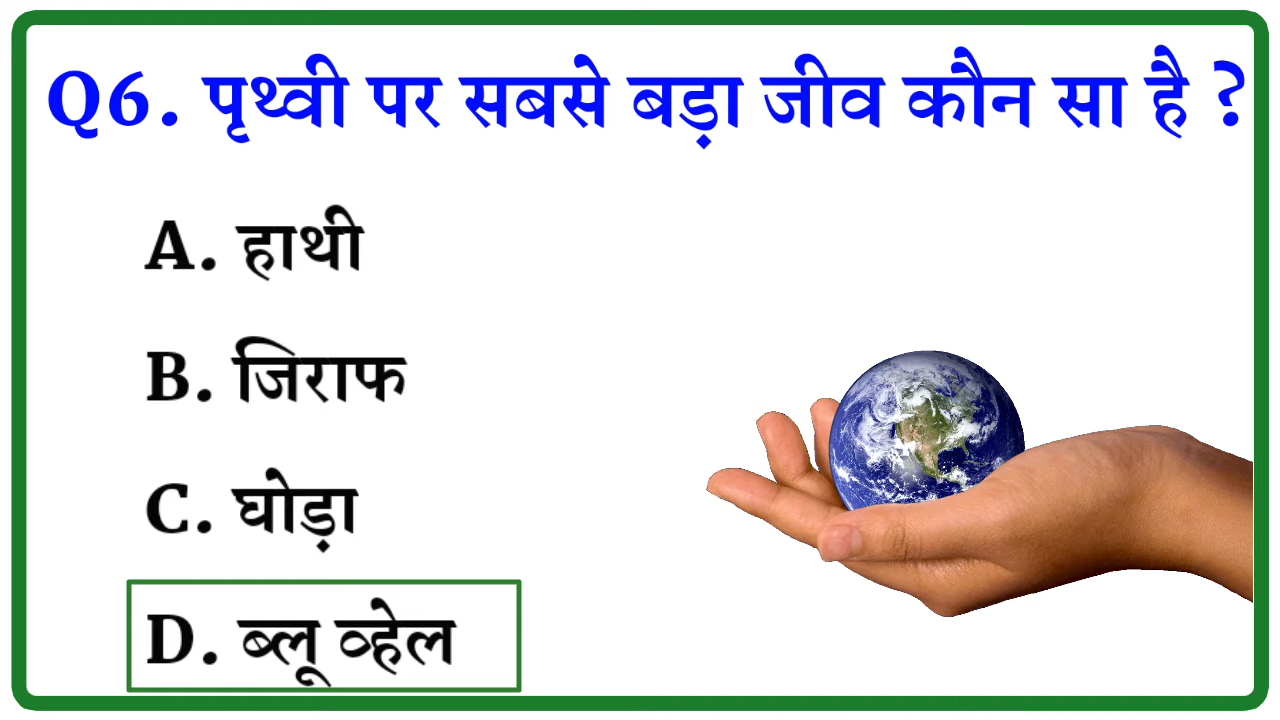 Q6. पृथ्वी पर सबसे बड़ा जीव कौन सा है ?
A. हाथी
B. जिराफ
C. घोड़ा
D. ब्लू व्हेल